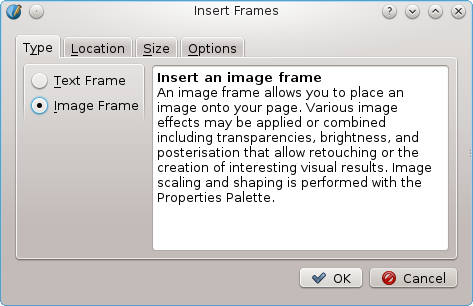 Insert Frames
Type Location Size Options
Text Frame
Image Frame
Insert an image frame
An image frame allows you to place an
image onto your page. Various image
effects may be applied or combined
including transparencies, brightness, and
posterisation that allow retouching or the
creation of interesting visual results. Image
scaling and shaping is performed with the
Properties Palette.
OK Cancel